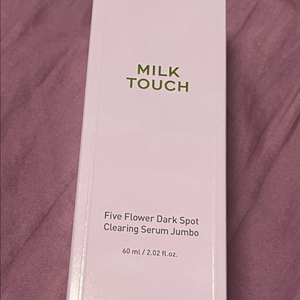 MILK
TOUCH
Five Flower Dark Spot
Clearing Serum Jumbo
60 ml / 2.02 fl.oz.